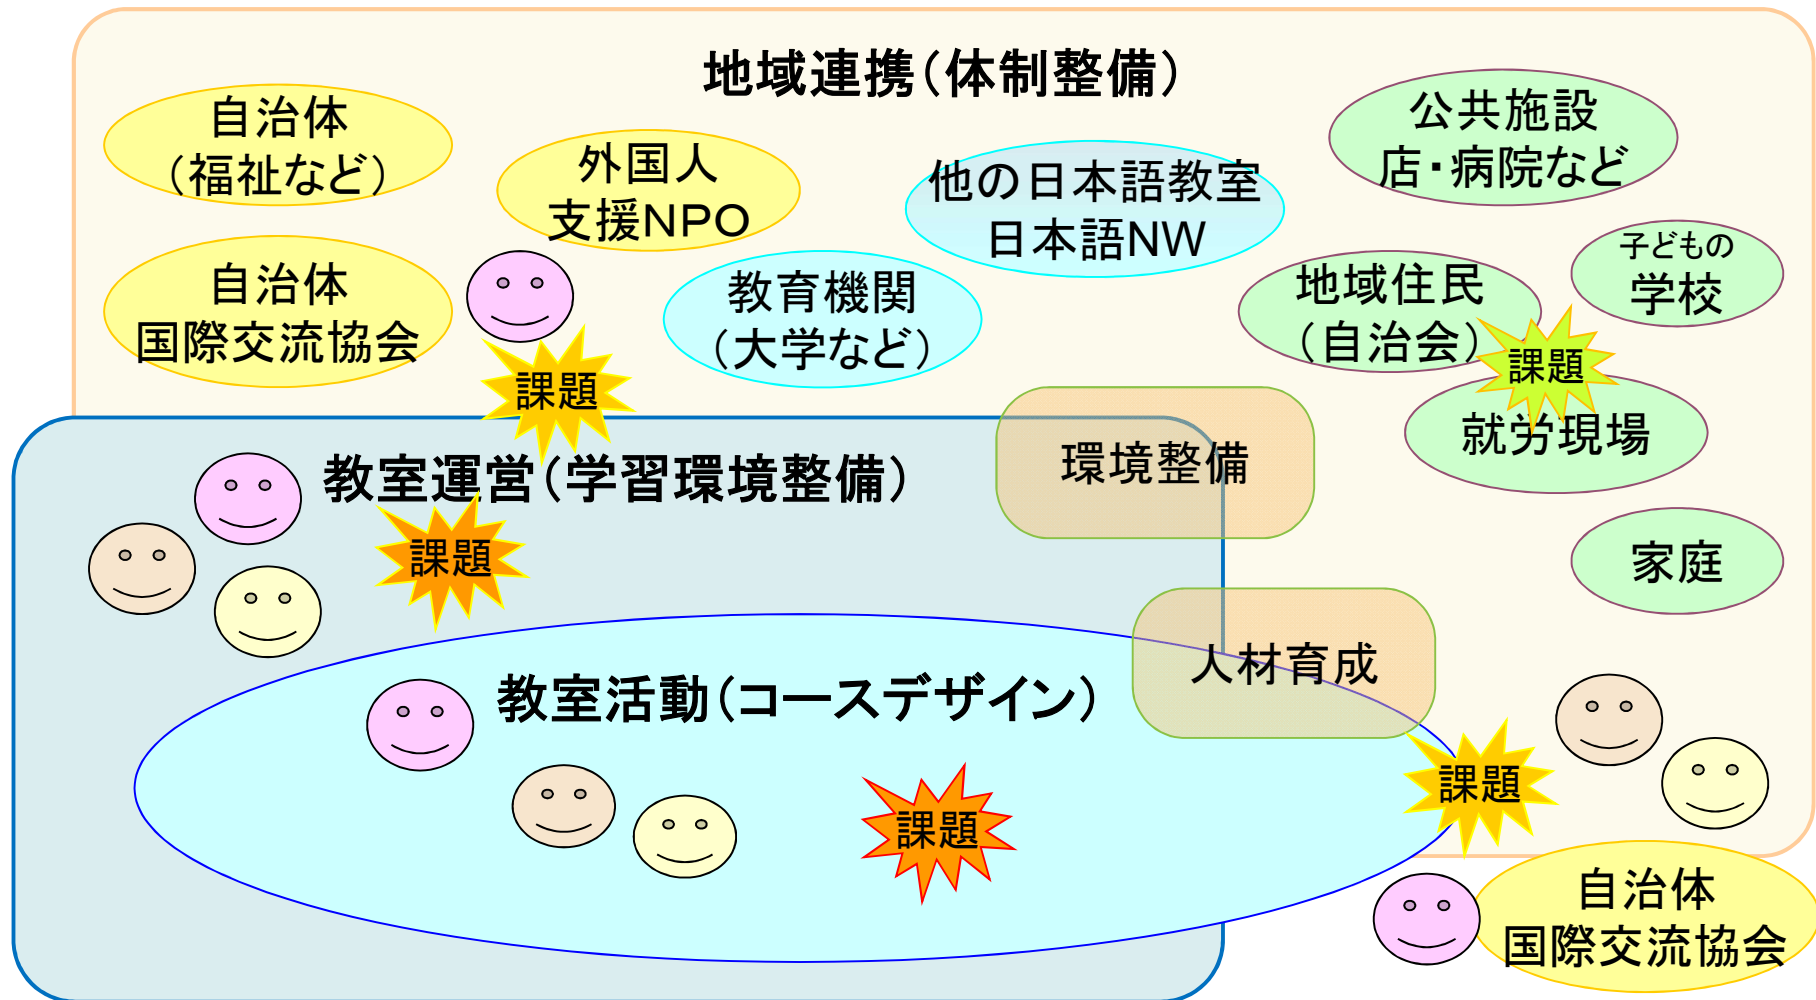 地域連携（体制整備）
自治体
（福祉など）
外国人
支援NPO
他の日本語教室
日本語NW
公共施設
店・病院など
自治体
国際交流協会
教育機関
（大学など）
地域住民
（自治会）
子どもの
学校
課題
課題
就労現場
環境整備
教室運営（学習環境整備）
課題
家庭
人材育成
教室活動（コースデザイン）
課題
課題
自治体
国際交流協会